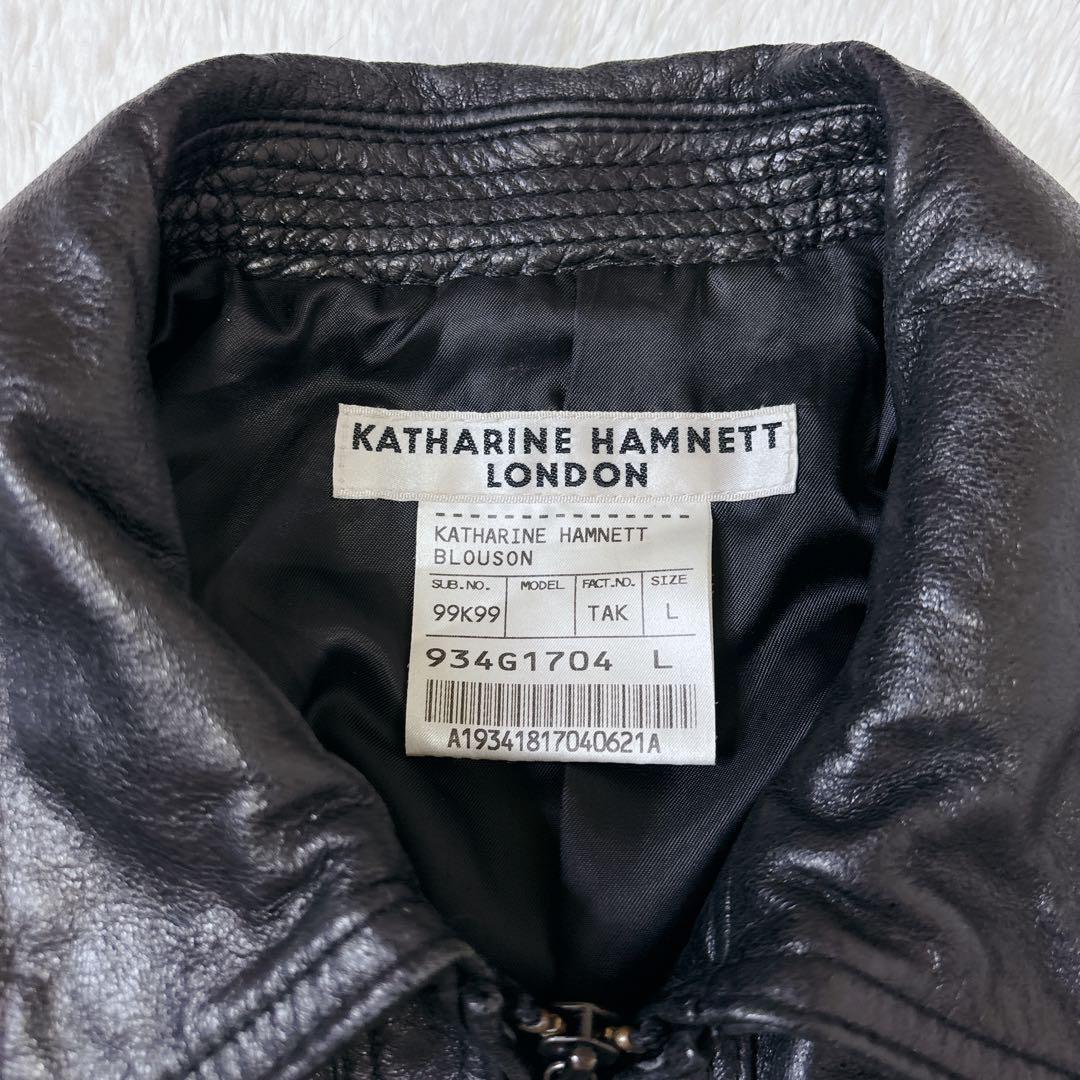 KATHARINE HAMNETT
LONDON
KATHARINE HAMNETT
BLOUSON
SUB.NO. MODEL FACT.NO. SIZE
99K99 TAK L
934G1704 L
A19341817040621A